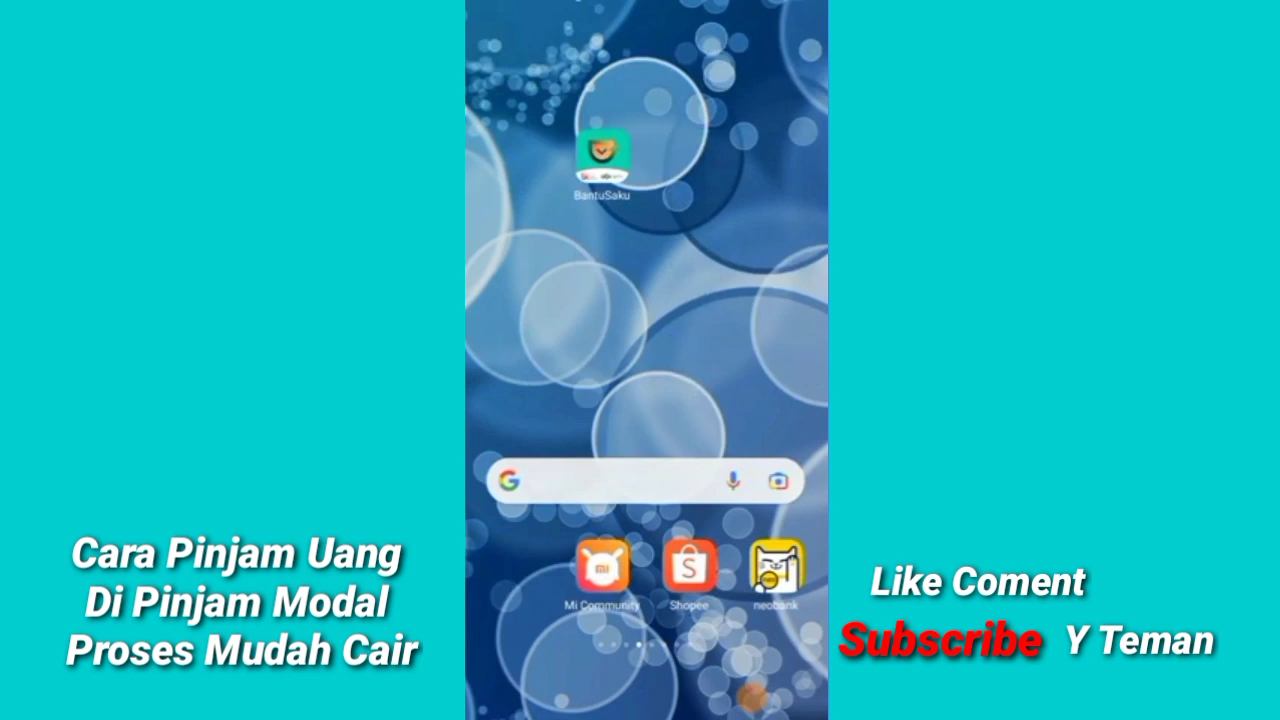 BantuSaku
Mi Community
Shopee
neobank
Cara Pinjam Uang
Di Pinjam Modal
Proses Mudah Cair
Like Coment
Subscribe Y Teman